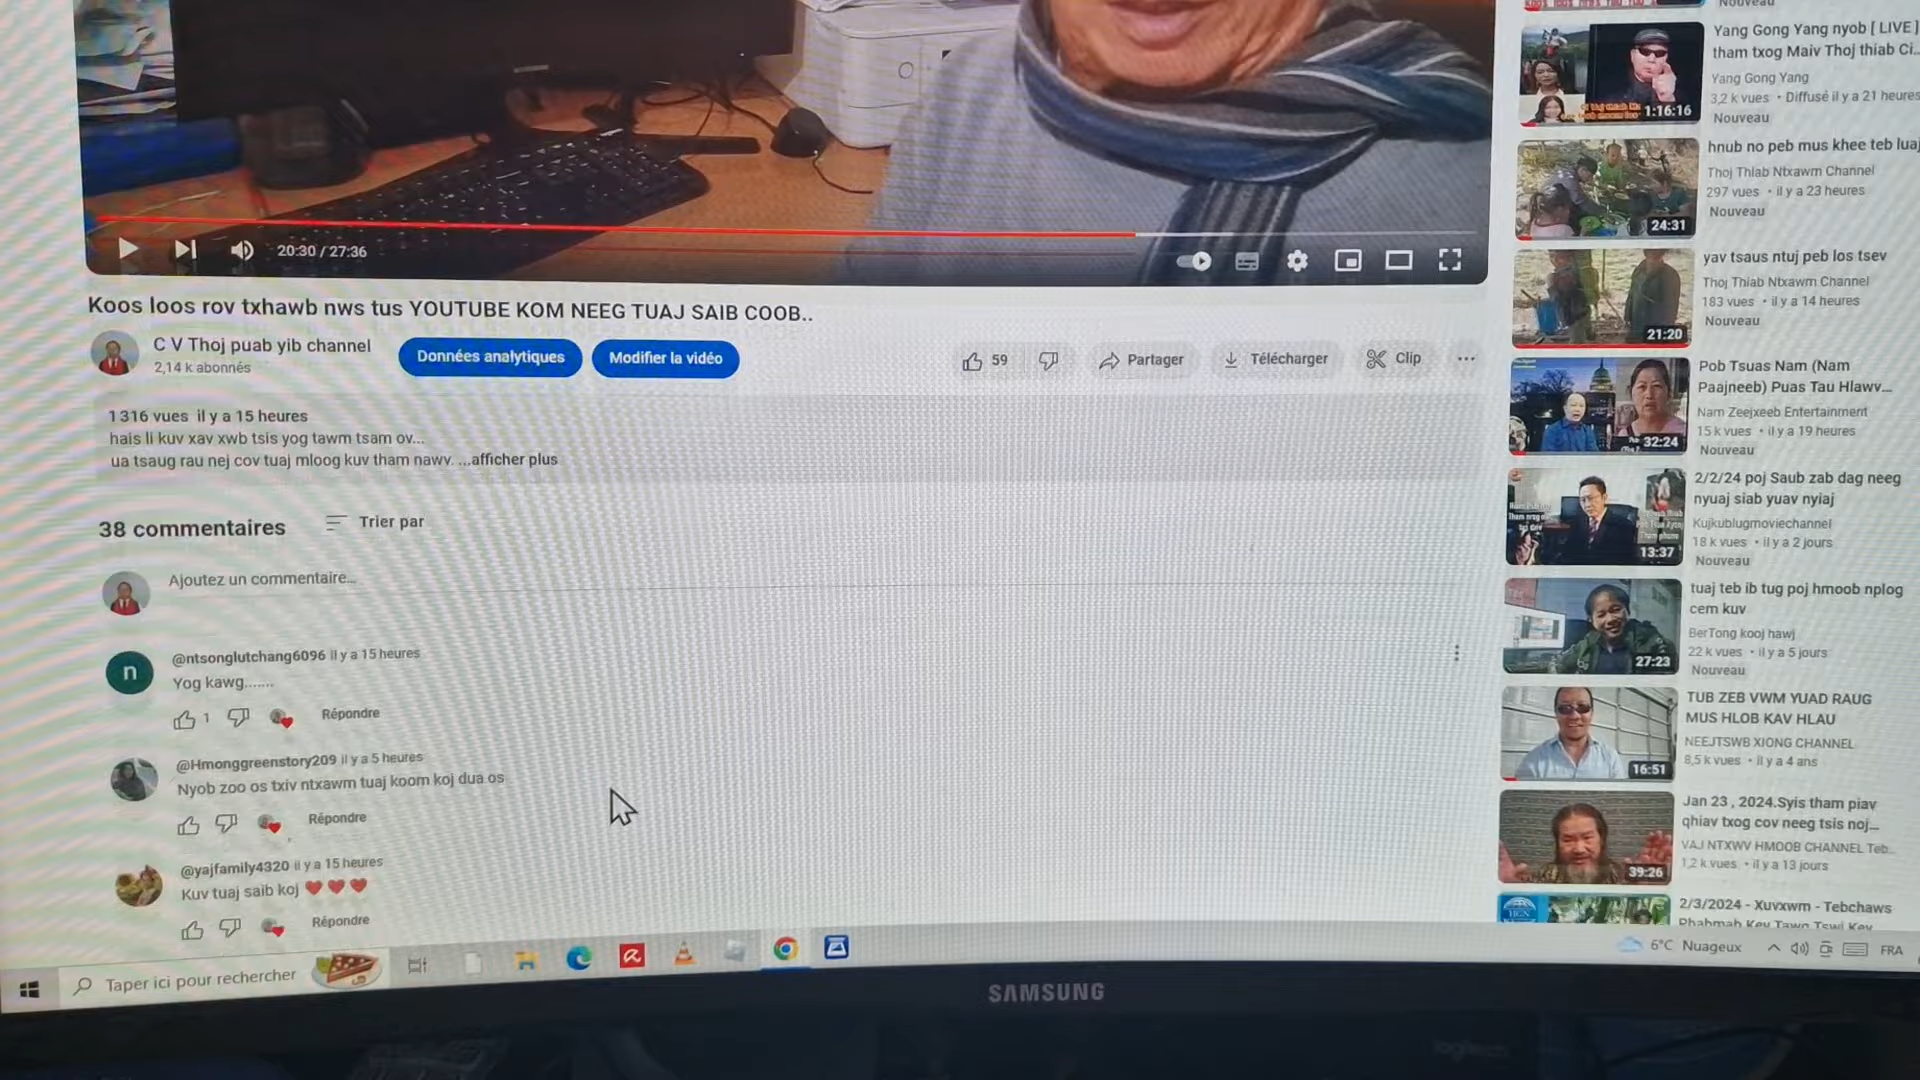 20:30 / 27:36
Koos loos rov txhawb nws tus YOUTUBE KOM NEEG TUAJ SAIB COOB..
C V Thoj puab yib channel
2,14 k abonnés
Données analytiques
Modifier la vidéo
59
Partager
Télécharger
Clip
1 316 vues il y a 15 heures
hais li kuv xav xwb tsis yog tawm tsam ov...
ua tsaug rau nej cov tuaj mloog kuv tham nawv. ...afficher plus
38 commentaires
Trier par
Ajoutez un commentaire...
n
@ntsonglutchang6096 il y a 15 heures
Yog kawg.......
1
Répondre
@Hmonggreenstory209 il y a 5 heures
Nyob zoo os txiv ntxawm tuaj koom koj dua os
Répondre
@yajfamily4320 il y a 15 heures
Kuv tuaj saib koj ❤️❤️❤️
Répondre
Nouveau
Yang Gong Yang nyob [ LIVE ]
tham txog Maiv Thoj thiab Ci...
Yang Gong Yang
3,2 k vues • Diffusé il y a 21 heures
Nouveau
1:16:16
hnub no peb mus khee teb luaj
Thoj Thiab Ntxawm Channel
297 vues • il y a 23 heures
Nouveau
24:31
yav tsaus ntuj peb los tsev
Thoj Thiab Ntxawm Channel
183 vues • il y a 14 heures
Nouveau
21:20
Pob Tsuas Nam (Nam
Paajneeb) Puas Tau Hlawv...
Nam Zeejxeeb Entertainment
15 k vues • il y a 19 heures
Nouveau
32:24
2/2/24 poj Saub zab dag neeg
nyuaj siab yuav nyiaj
Kujkublugmoviechannel
18 k vues • il y a 2 jours
Nouveau
13:37
tuaj teb ib tug poj hmoob nplog
cem kuv
BerTong kooj hawj
22 k vues • il y a 5 jours
Nouveau
27:23
TUB ZEB VWM YUAD RAUG
MUS HLOB KAV HLAU
NEEJTSWB XIONG CHANNEL
8,5 k vues • il y a 4 ans
16:51
Jan 23 , 2024.Syis tham piav
qhiav txog cov neeg tsis noj...
VAJ NTXWV HMOOB CHANNEL Teb...
1,2 k vues • il y a 13 jours
39:26
2/3/2024 - Xuvxwm - Tebchaws
Phabmab Kev Tawg Tswj Kev
HGN
Taper ici pour rechercher
6°C Nuageux
FRA
SAMSUNG